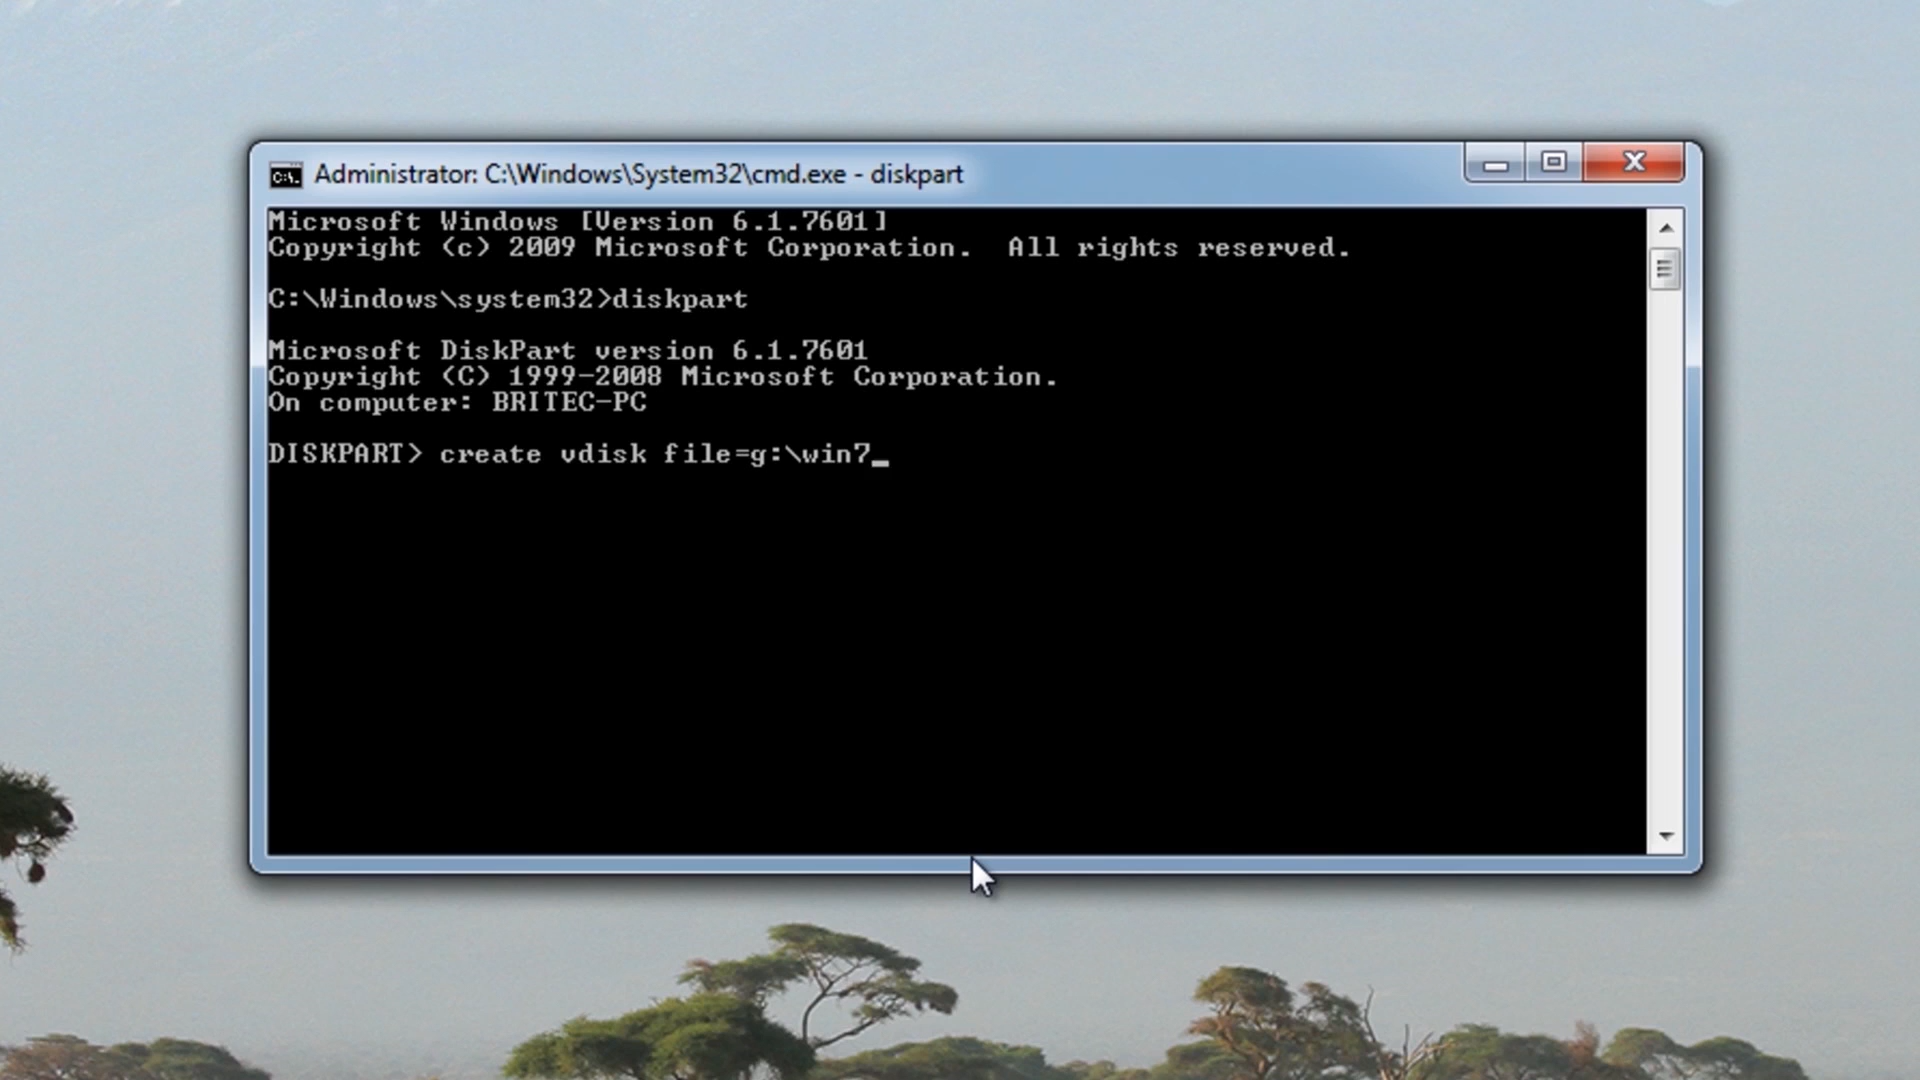 Administrator: C:\Windows\System32\cmd.exe - diskpart
Microsoft Windows [Version 6.1.7601]
Copyright (c) 2009 Microsoft Corporation.  All rights reserved.
C:\Windows\system32>diskpart
Microsoft DiskPart version 6.1.7601
Copyright (C) 1999-2008 Microsoft Corporation.
On computer: BRITEC-PC
DISKPART> create vdisk file=g:\win7_